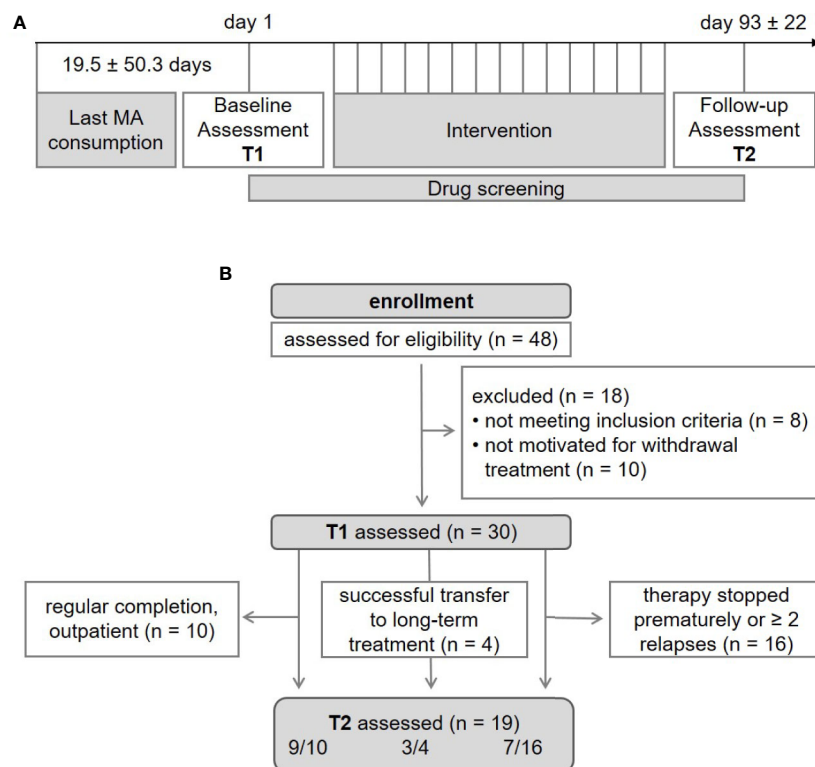 A
day 1
day 93 ± 22
19.5 ± 50.3 days
Last MA
consumption
Baseline
Assessment
T1
Intervention
Follow-up
Assessment
T2
Drug screening
B
enrollment
assessed for eligibility (n = 48)
excluded (n = 18)
• not meeting inclusion criteria (n = 8)
• not motivated for withdrawal
treatment (n = 10)
T1 assessed (n = 30)
regular completion,
outpatient (n = 10)
successful transfer
to long-term
treatment (n = 4)
therapy stopped
prematurely or ≥ 2
relapses (n = 16)
T2 assessed (n = 19)
9/10 3/4 7/16